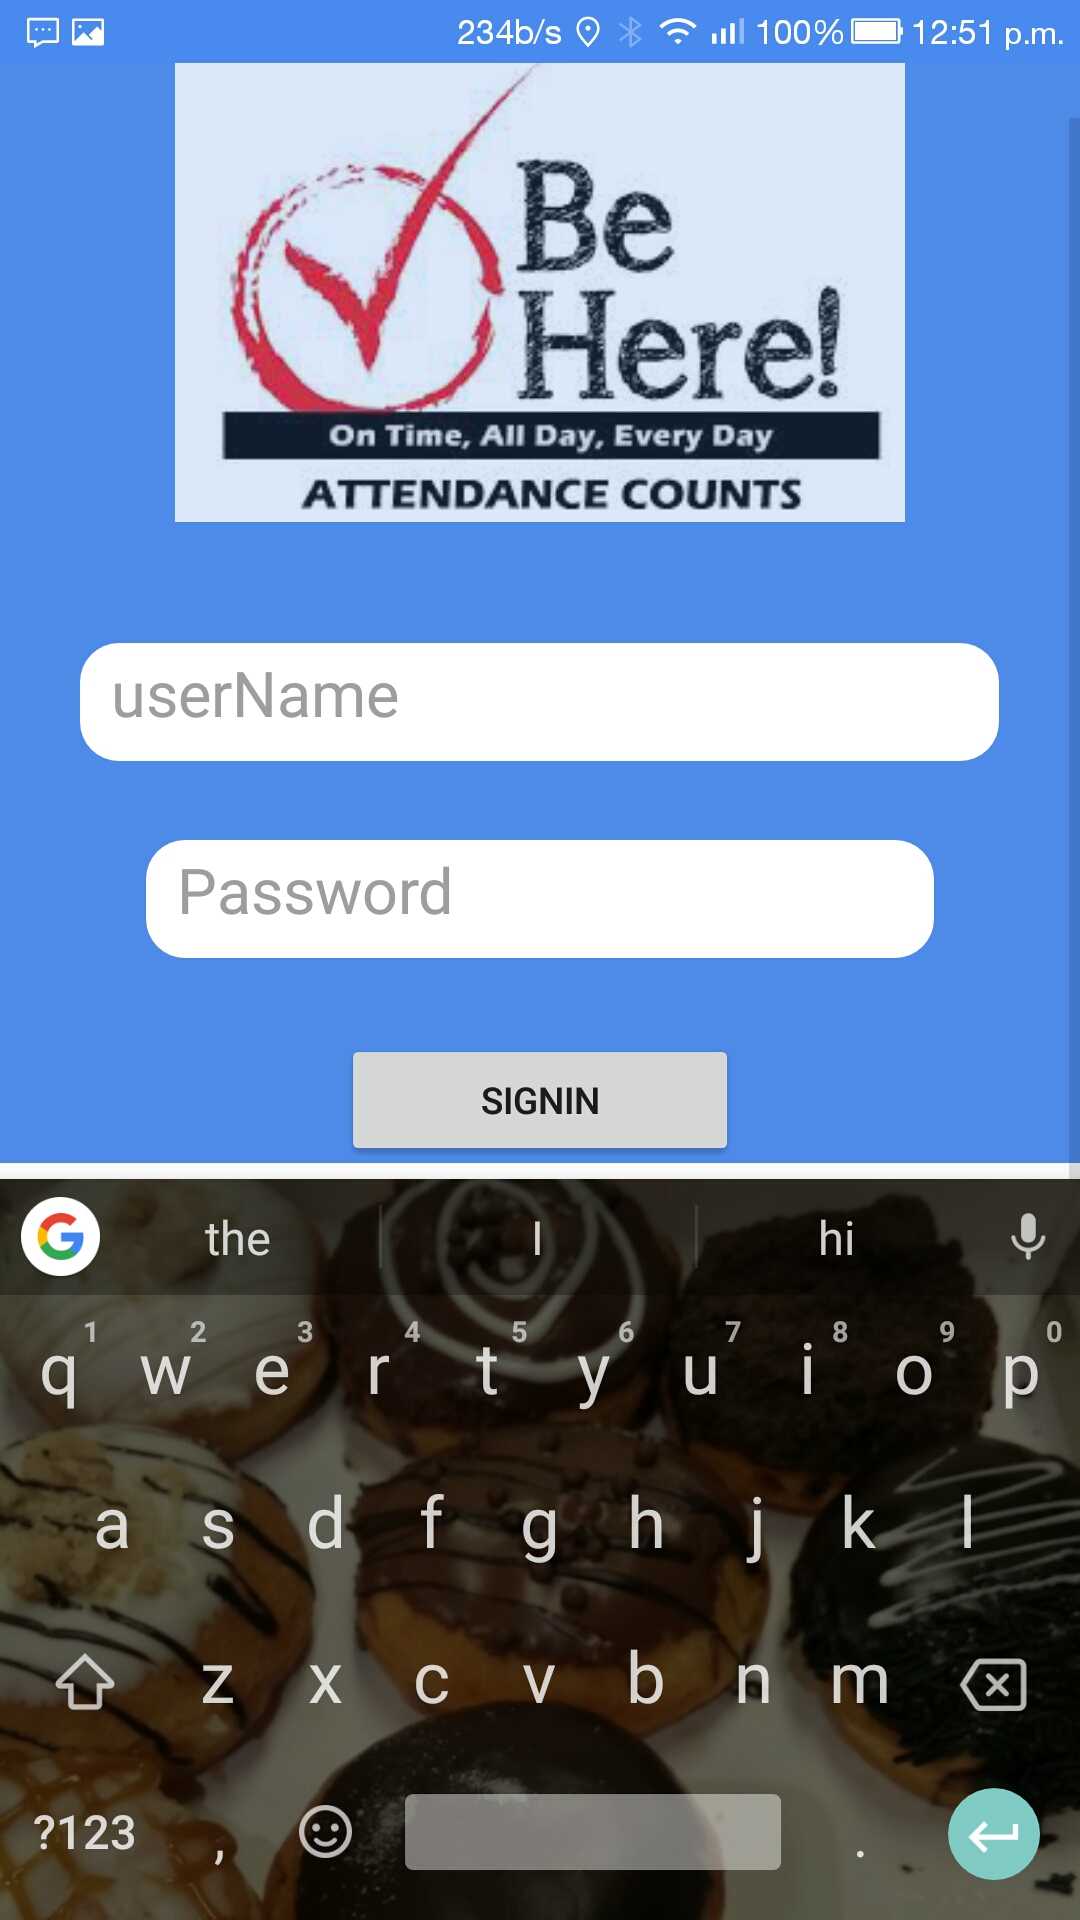 234b/s 100% 12:51 p.m.
Be
Here!
On Time, All Day, Every Day
ATTENDANCE COUNTS
userName
Password
SIGNIN
the I hi
1 2 3 4 5 6 7 8 9 0
q w e r t y u i o p
a s d f g h j k l
z x c v b n m
?123 , .